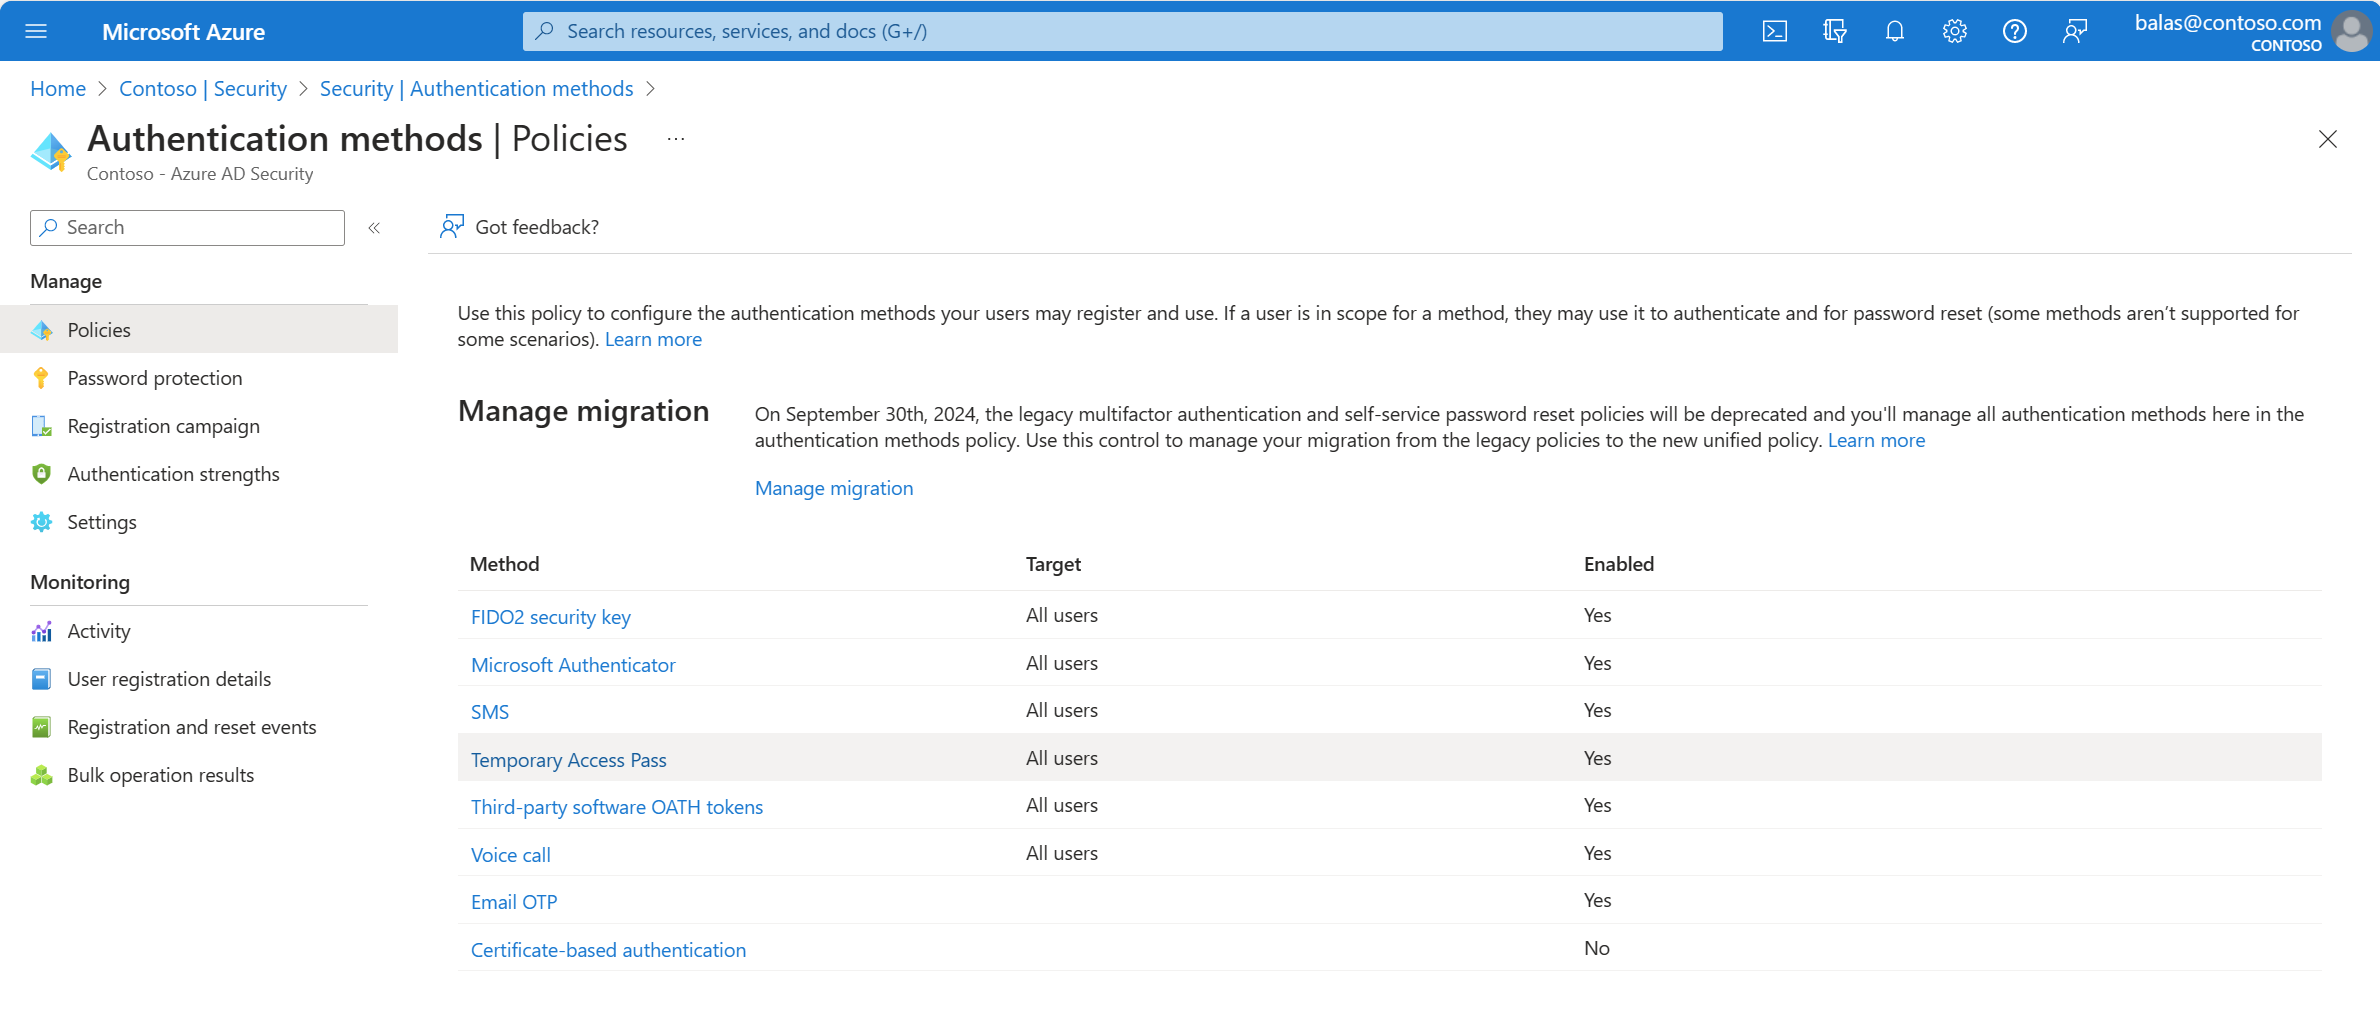 Microsoft Azure
Search resources, services, and docs (G+/)
balas@contoso.com
CONTOSO
Home > Contoso | Security > Security | Authentication methods >
Authentication methods | Policies ...
Contoso - Azure AD Security
Search
«
Manage
Policies
Password protection
Registration campaign
Authentication strengths
Settings
Monitoring
Activity
User registration details
Registration and reset events
Bulk operation results
Got feedback?
Use this policy to configure the authentication methods your users may register and use. If a user is in scope for a method, they may use it to authenticate and for password reset (some methods aren’t supported for
some scenarios). Learn more
Manage migration
On September 30th, 2024, the legacy multifactor authentication and self-service password reset policies will be deprecated and you'll manage all authentication methods here in the
authentication methods policy. Use this control to manage your migration from the legacy policies to the new unified policy. Learn more
Manage migration
Method Target Enabled
FIDO2 security key All users Yes
Microsoft Authenticator All users Yes
SMS All users Yes
Temporary Access Pass All users Yes
Third-party software OATH tokens All users Yes
Voice call All users Yes
Email OTP Yes
Certificate-based authentication No